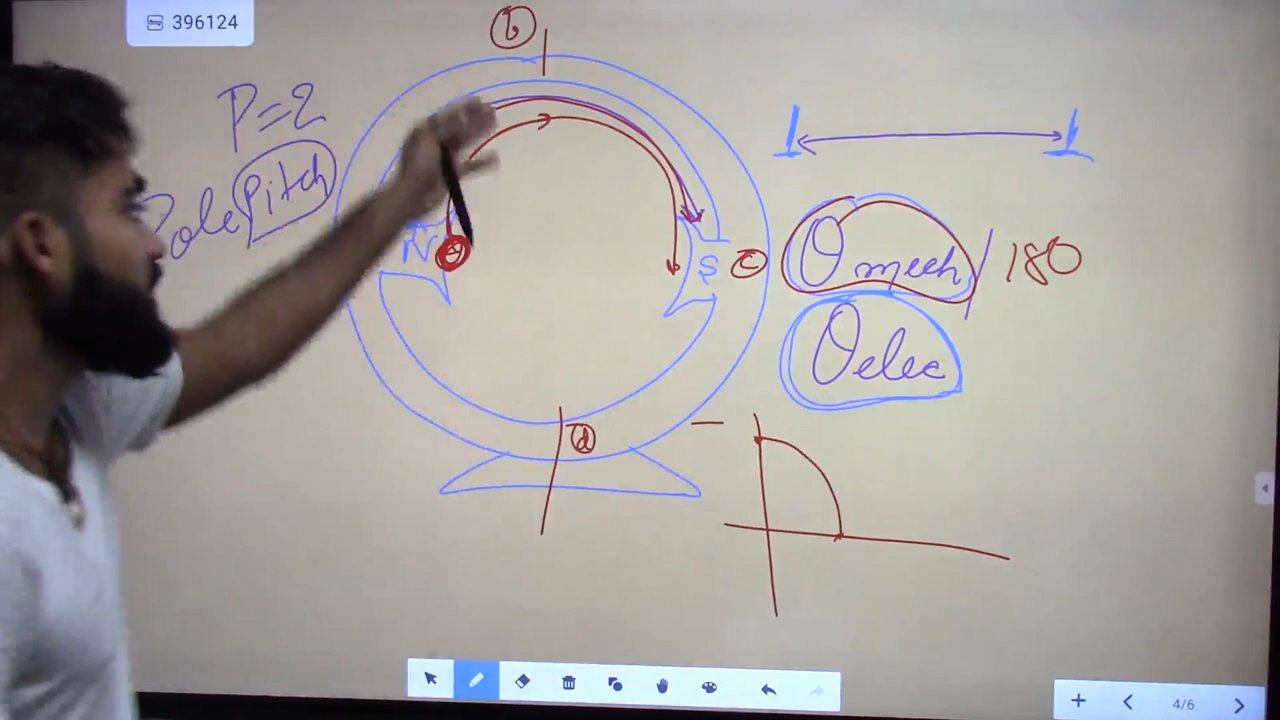 396124
b
P=2
Pole Pitch
N
a
S
c
θmech/180
θelec
d
4/6